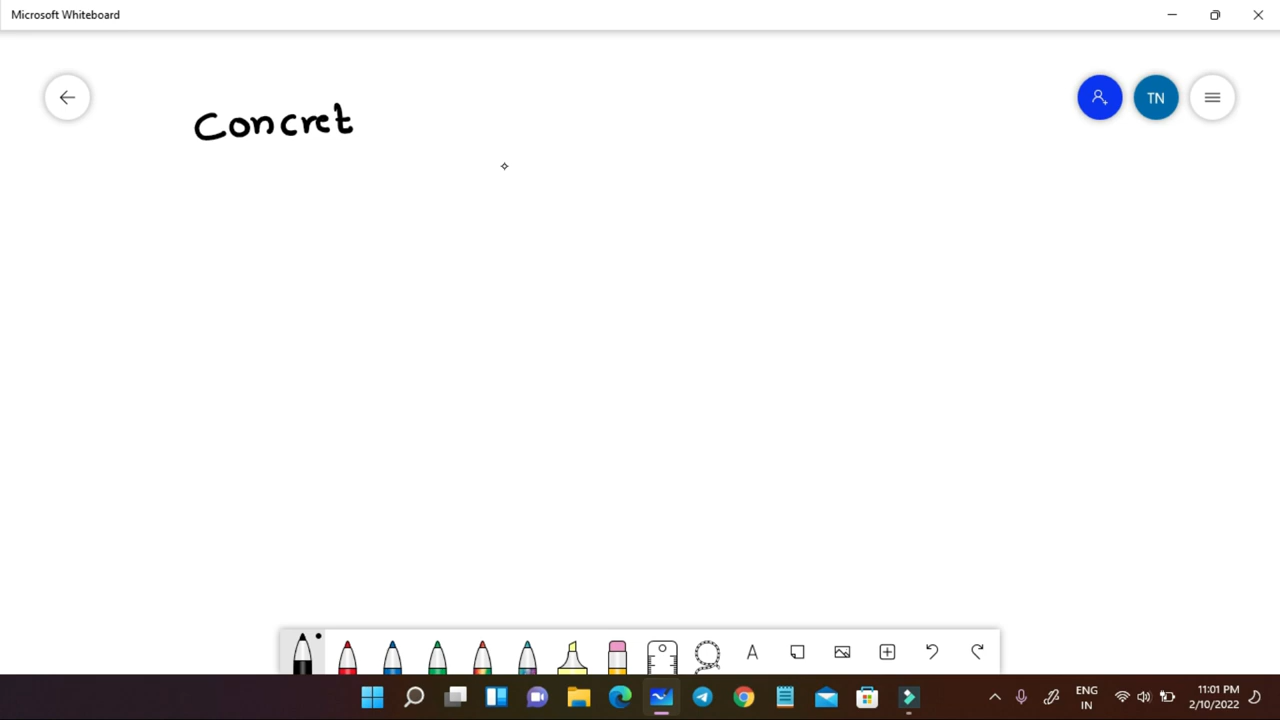 Microsoft Whiteboard
TN
Concret
A
ENG
IN
11:01 PM
2/10/2022